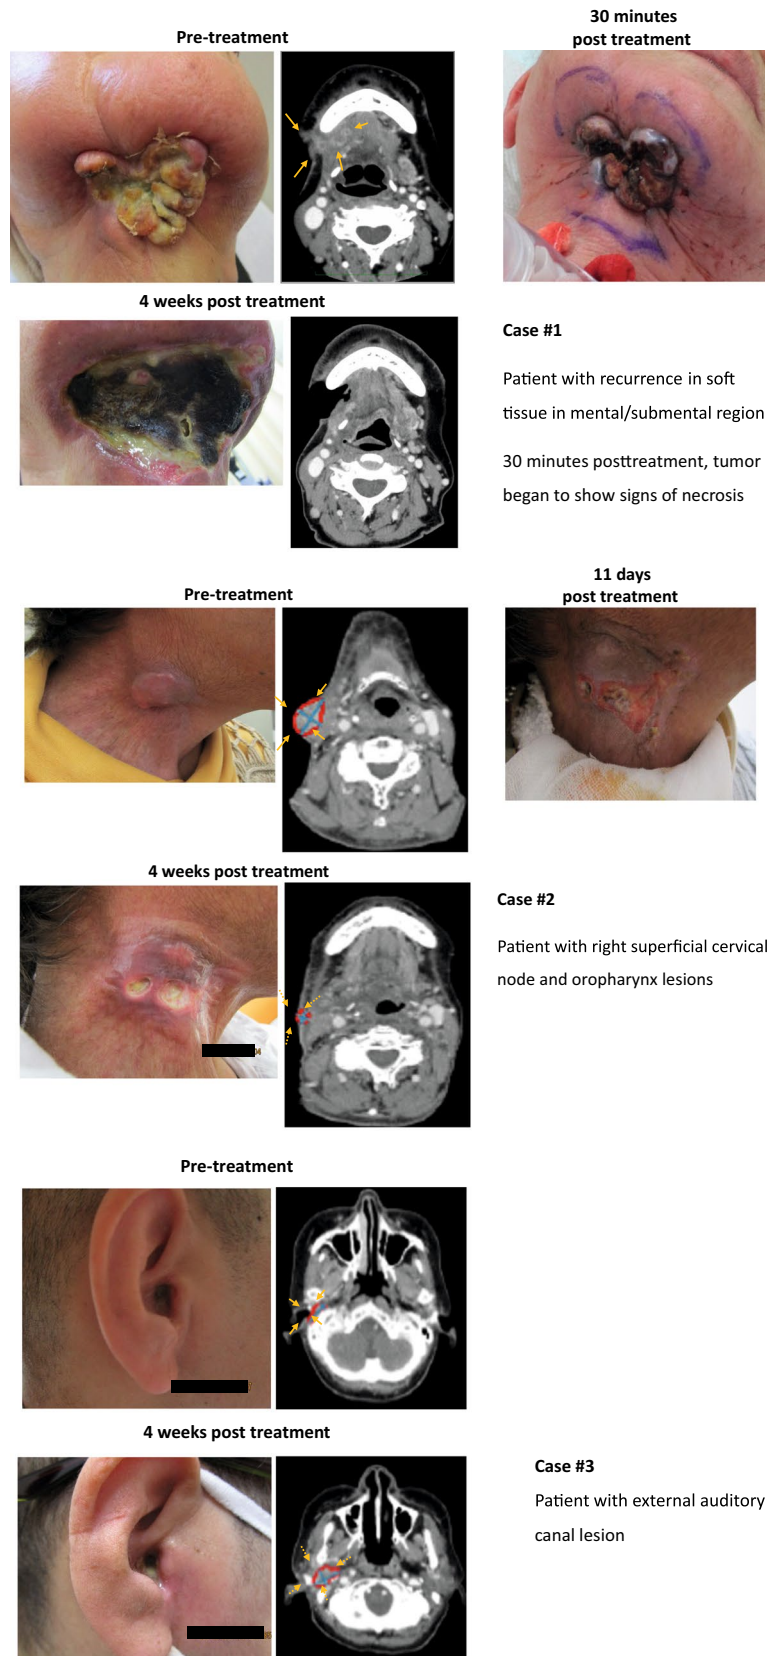 Pre-treatment
30 minutes
post treatment
4 weeks post treatment
Case #1
Patient with recurrence in soft
tissue in mental/submental region
30 minutes posttreatment, tumor
began to show signs of necrosis
Pre-treatment
11 days
post treatment
4 weeks post treatment
Case #2
Patient with right superficial cervical
node and oropharynx lesions
Pre-treatment
4 weeks post treatment
Case #3
Patient with external auditory
canal lesion